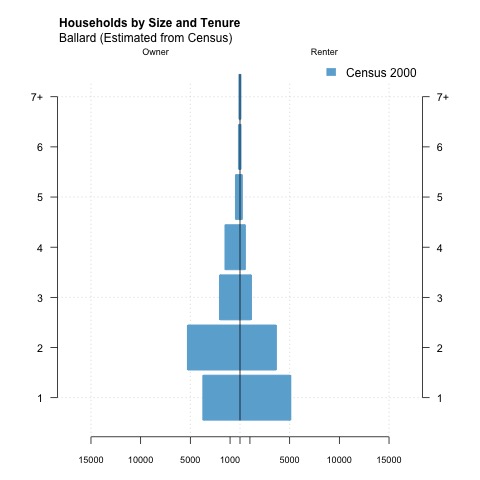 Households by Size and Tenure
Ballard (Estimated from Census)
Owner Renter
Census 2000
7+ 7+
6 6
5 5
4 4
3 3
2 2
1 1
15000 10000 5000 1000 5000 10000 15000